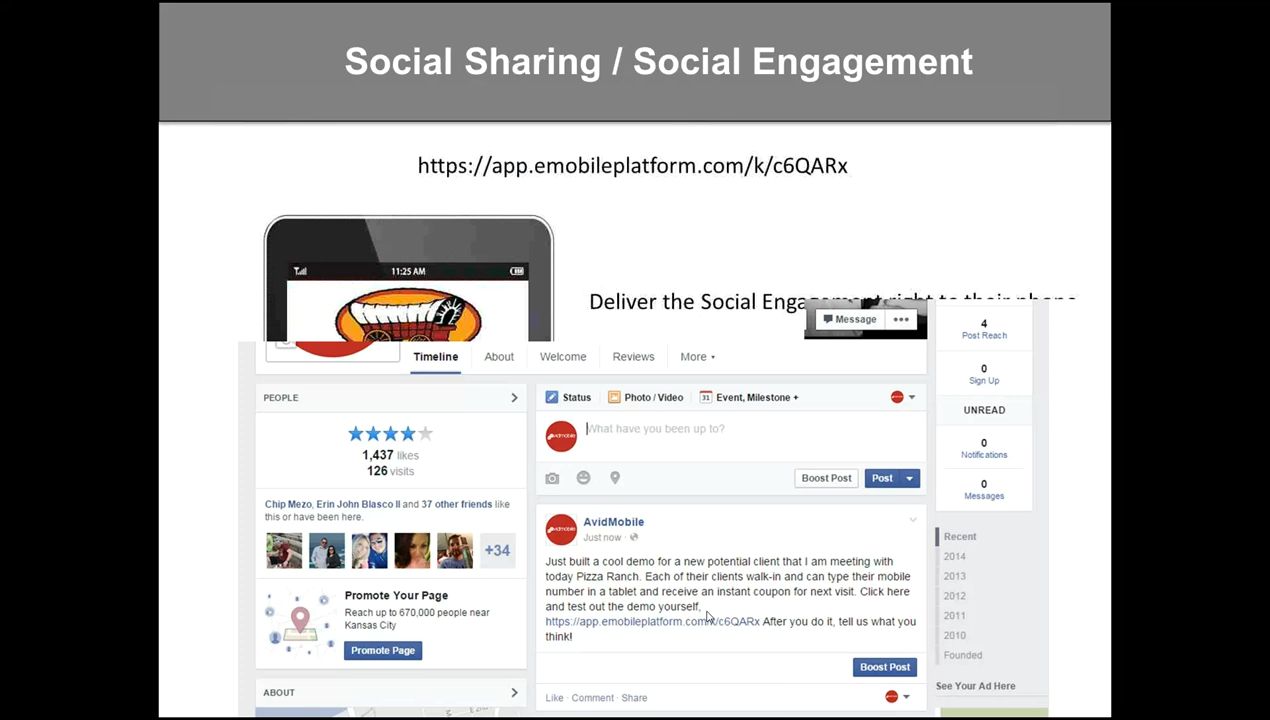 Social Sharing / Social Engagement
https://app.emobileplatform.com/k/c6QARx
11:25 AM
Deliver the Social Engagement right to their phone
Message
4
Post Reach
Timeline
About
Welcome
Reviews
More
0
Sign Up
PEOPLE
Status
Photo / Video
31
Event, Milestone +
UNREAD
What have you been up to?
1,437 likes
126 visits
0
Notifications
Boost Post
Post
0
Messages
Chip Mezo, Erin John Blasco II and 37 other friends like
this or have been here.
+34
AvidMobile
Just now ·
Recent
2014
2013
2012
2011
2010
Founded
Just built a cool demo for a new potential client that I am meeting with
today Pizza Ranch. Each of their clients walk-in and can type their mobile
number in a tablet and receive an instant coupon for next visit. Click here
and test out the demo yourself,
https://app.emobileplatform.com/k/c6QARx After you do it, tell us what you
think!
Promote Your Page
Reach up to 670,000 people near
Kansas City
Promote Page
Boost Post
See Your Ad Here
ABOUT
Like · Comment · Share